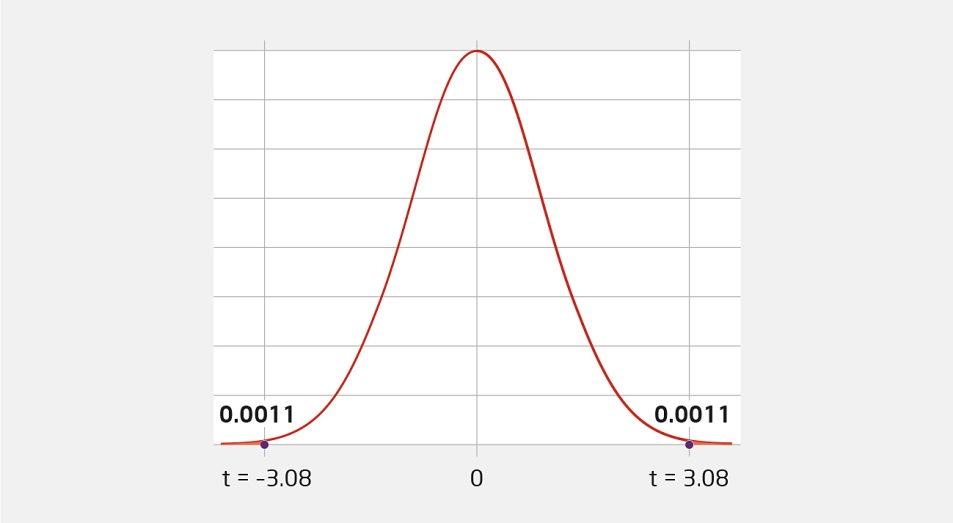 0.0011
0.0011
t = -3.08
0
t = 3.08